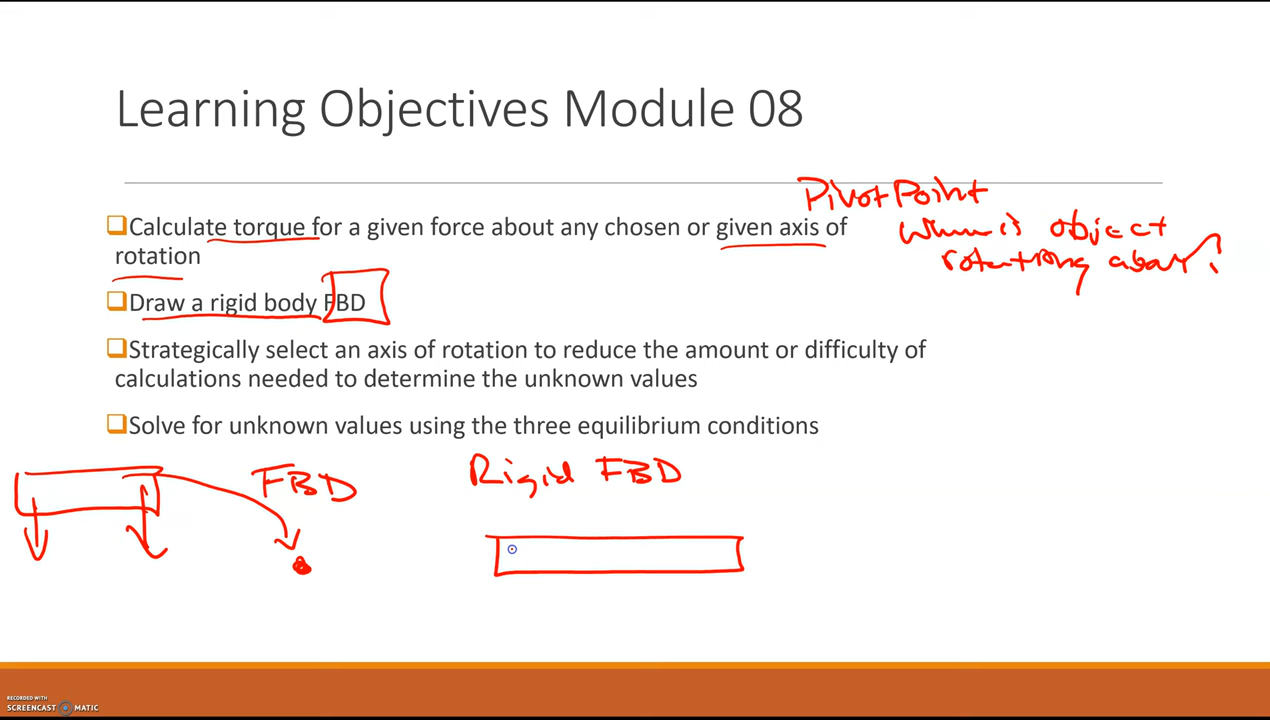 Learning Objectives Module 08
Pivot Point
Calculate torque for a given force about any chosen or given axis of
rotation
is object
rotating about?
Draw a rigid body FBD
Strategically select an axis of rotation to reduce the amount or difficulty of
calculations needed to determine the unknown values
Solve for unknown values using the three equilibrium conditions
FBD
Rigid FBD
RECORDED WITH
SCREENCAST MATIC